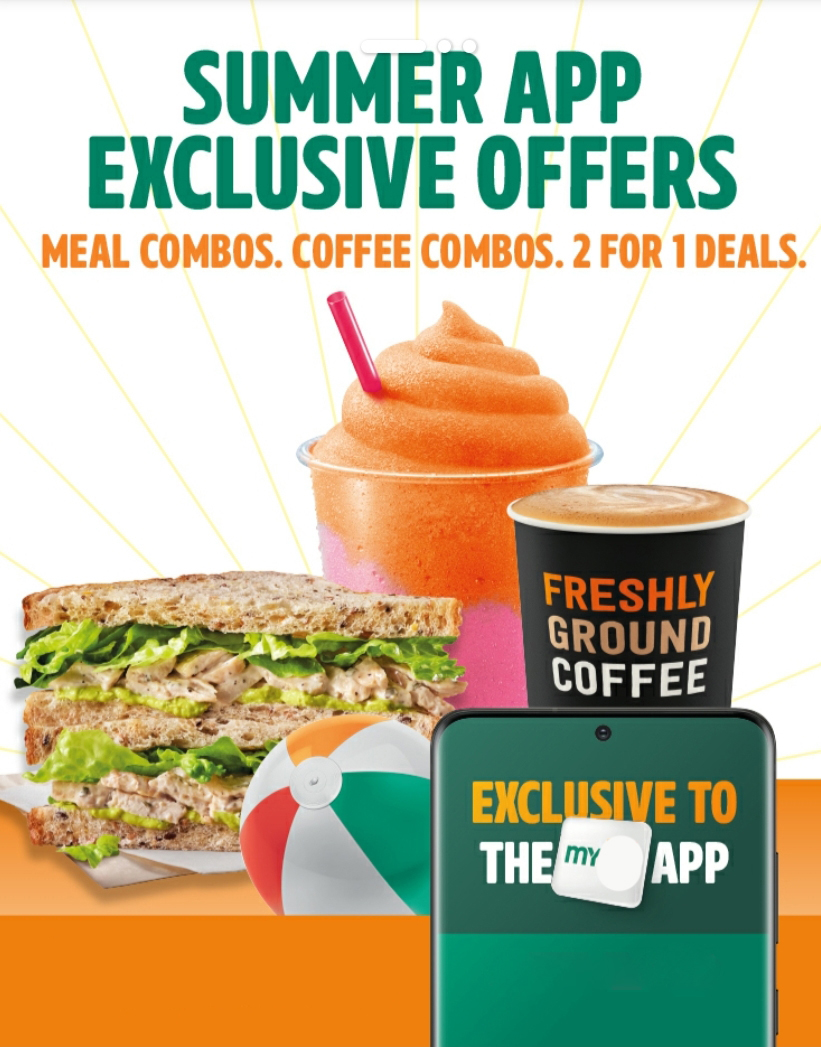 SUMMER APP
EXCLUSIVE OFFERS
MEAL COMBOS. COFFEE COMBOS. 2 FOR 1 DEALS.
FRESHLY
GROUND
COFFEE
EXCLUSIVE TO
THE MY APP